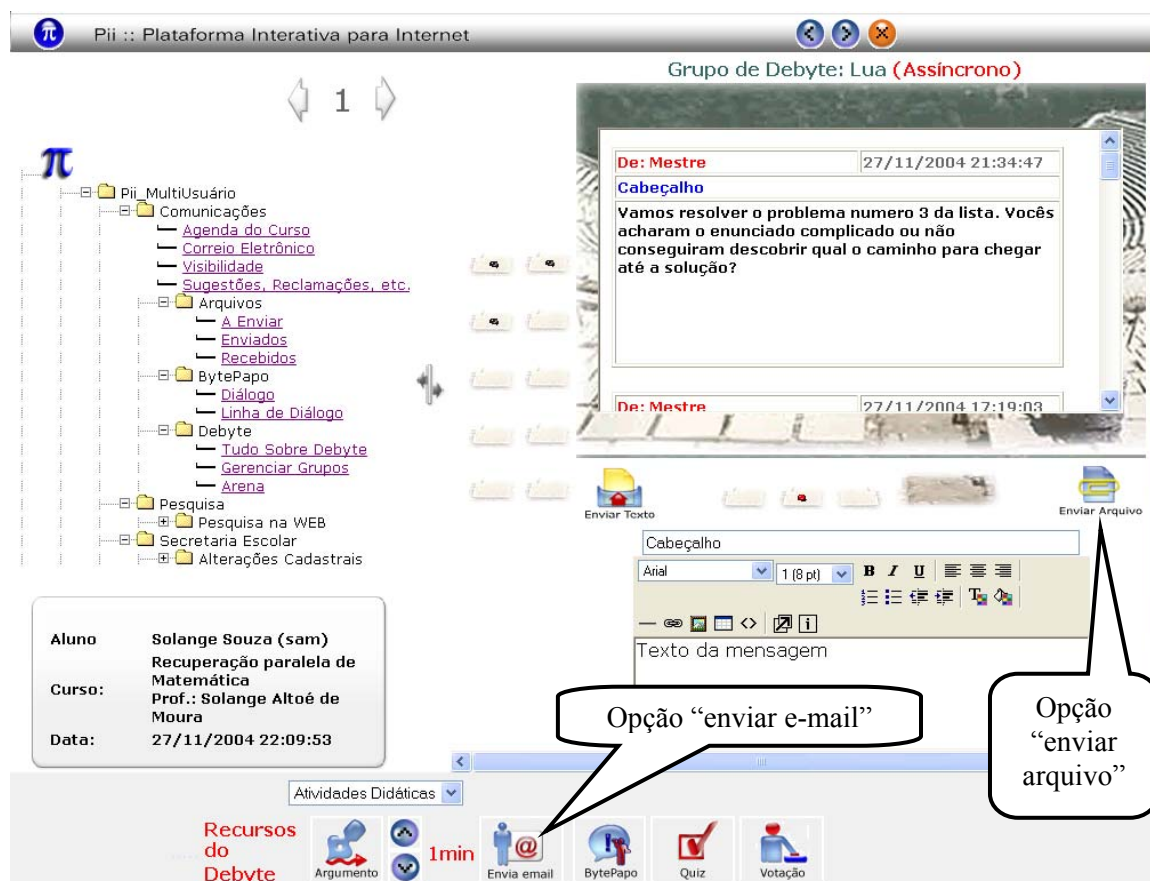 π
Pii :: Plataforma Interativa para Internet
Grupo de Debyte: Lua (Assíncrono)
1
π
Pii_MultiUsuário
Comunicações
Agenda do Curso
Correio Eletrônico
Visibilidade
Sugestões, Reclamações, etc.
Arquivos
A Enviar
Enviados
Recebidos
BytePapo
Diálogo
Linha de Diálogo
Debyte
Tudo Sobre Debyte
Gerenciar Grupos
Arena
Pesquisa
Pesquisa na WEB
Secretaria Escolar
Alterações Cadastrais
De: Mestre 27/11/2004 21:34:47
Cabeçalho
Vamos resolver o problema numero 3 da lista. Vocês
acharam o enunciado complicado ou não
conseguiram descobrir qual o caminho para chegar
até a solução?
De: Mestre 27/11/2004 17:19:03
Enviar Texto
Enviar Arquivo
Cabeçalho
Arial 1 (8 pt) B I U
Texto da mensagem
Aluno Solange Souza (sam)
Curso: Recuperação paralela de
Matemática
Prof.: Solange Altoé de
Moura
Data: 27/11/2004 22:09:53
Opção “enviar e-mail”
Opção
“enviar
arquivo”
Atividades Didáticas
Recursos
do
Debyte
Argumento
1min
Envia email
BytePapo
Quiz
Votação